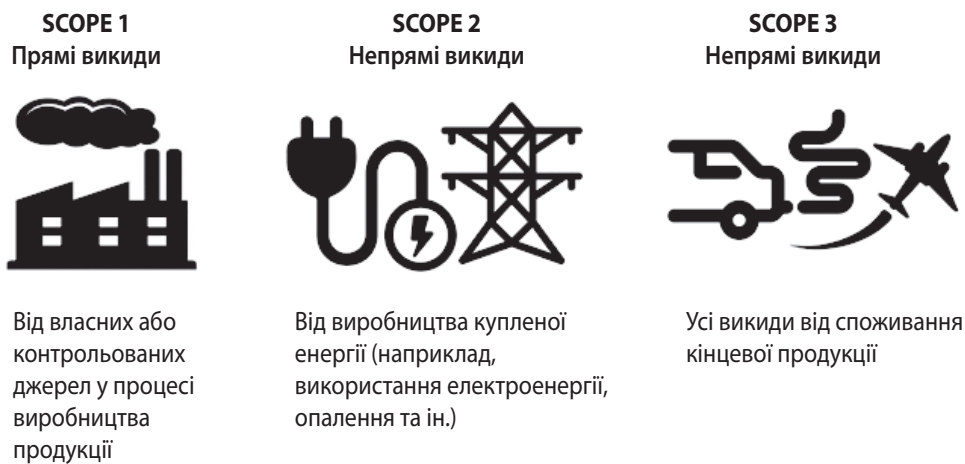 SCOPE 1
Прямі викиди
Від власних або
контрольованих
джерел у процесі
виробництва
продукції
SCOPE 2
Непрямі викиди
Від виробництва купленої
енергії (наприклад,
використання електроенергії,
опалення та ін.)
SCOPE 3
Непрямі викиди
Усі викиди від споживання
кінцевої продукції